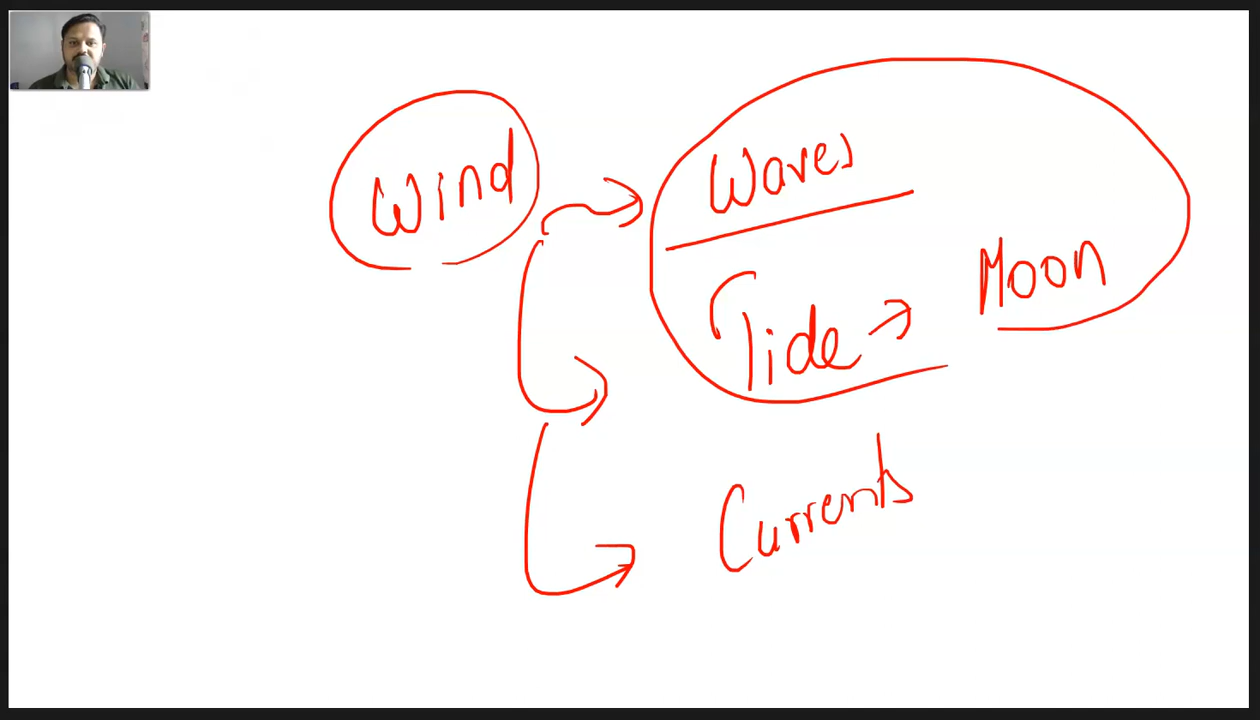 Wind
Waves
Tide → Moon
Currents